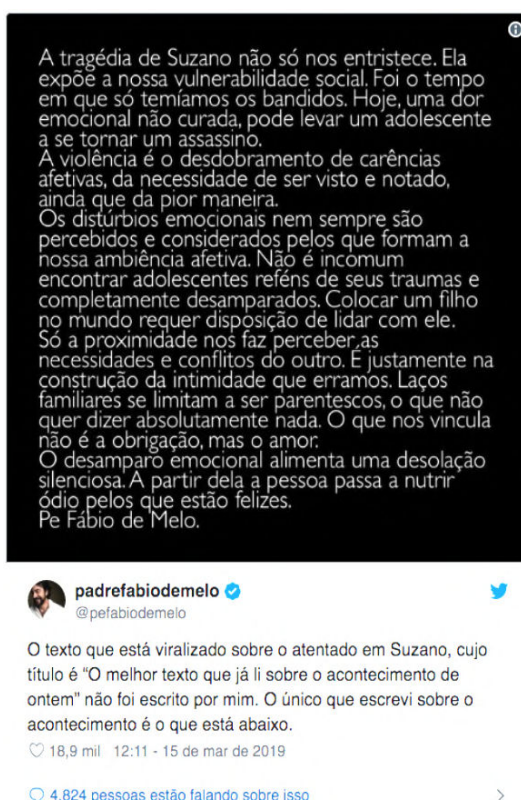 A tragédia de Suzano não só nos entristece. Ela
expõe a nossa vulnerabilidade social. Foi o tempo
em que só temíamos os bandidos. Hoje, uma dor
emocional não curada, pode levar um adolescente
a se tornar um assassino.
A violência é o desdobramento de carências
afetivas, da necessidade de ser visto e notado,
ainda que da pior maneira.
Os distúrbios emocionais nem sempre são
percebidos e considerados pelos que formam a
nossa ambiência afetiva. Não é incomum
encontrar adolescentes reféns de seus traumas e
completamente desamparados. Colocar um filho
no mundo requer disposição de lidar com ele.
Só a proximidade nos faz perceber as
necessidades e conflitos do outro. É justamente na
construção da intimidade que erramos. Laços
familiares se limitam a ser parentescos, o que não
quer dizer absolutamente nada. O que nos vincula
não é a obrigação, mas o amor.
O desamparo emocional alimenta uma desolação
silenciosa. A partir dela a pessoa passa a nutrir
ódio pelos que estão felizes.
Pe Fábio de Melo.
padrefabiodemelo
@pefabiodemelo
O texto que está viralizado sobre o atentado em Suzano, cujo
título é “O melhor texto que já li sobre o acontecimento de
ontem” não foi escrito por mim. O único que escrevi sobre o
acontecimento é o que está abaixo.
18,9 mil 12:11 - 15 de mar de 2019
4.824 pessoas estão falando sobre isso